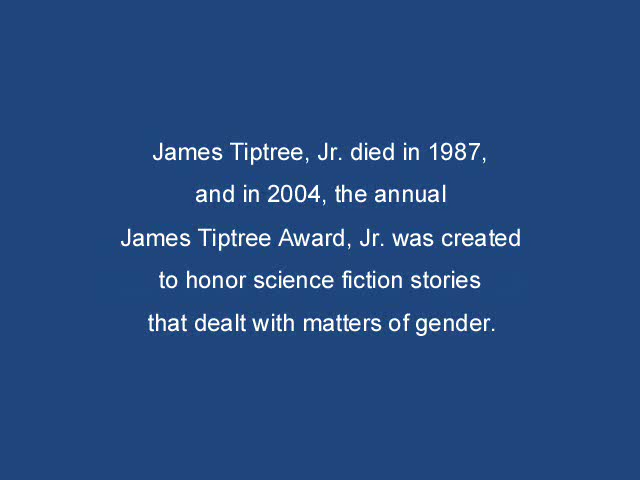 James Tiptree, Jr. died in 1987,
and in 2004, the annual
James Tiptree Award, Jr. was created
to honor science fiction stories
that dealt with matters of gender.